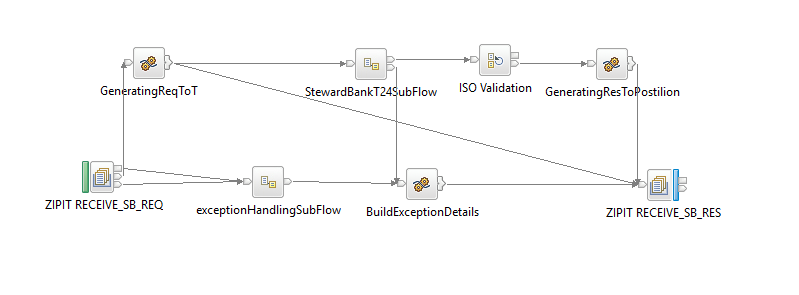 GeneratingReqToT
StewardBankT24SubFlow
ISO Validation
GeneratingResToPostilion
ZIPIT RECEIVE_SB_REQ
exceptionHandlingSubFlow
BuildExceptionDetails
ZIPIT RECEIVE_SB_RES